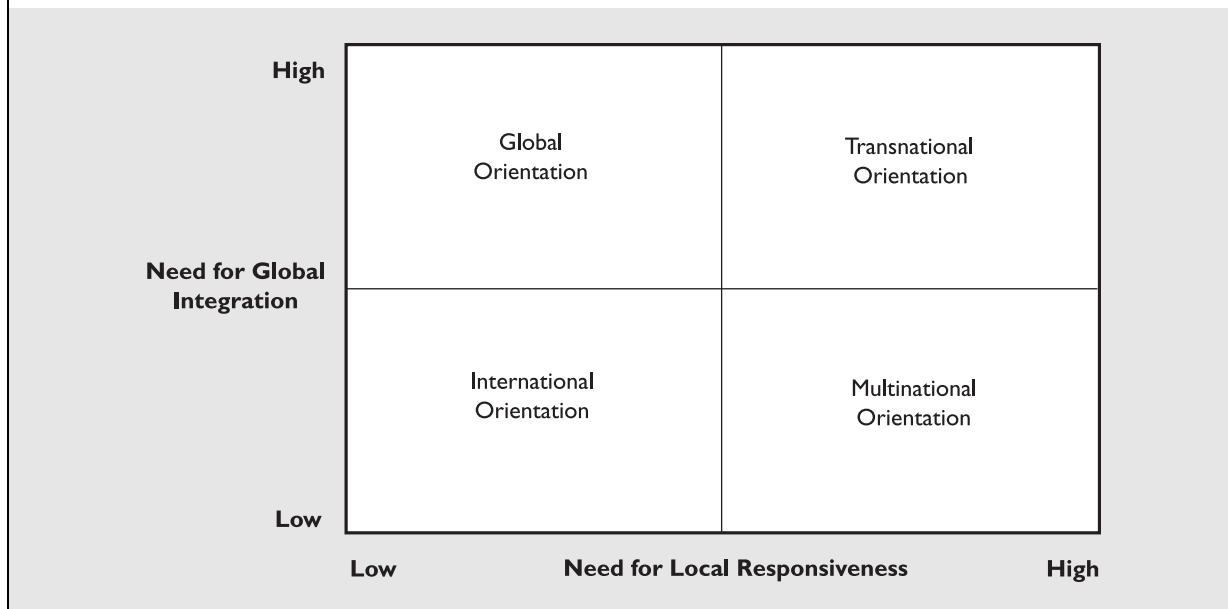 High
Global
Orientation
Transnational
Orientation
Need for Global
Integration
International
Orientation
Multinational
Orientation
Low
Low
Need for Local Responsiveness
High